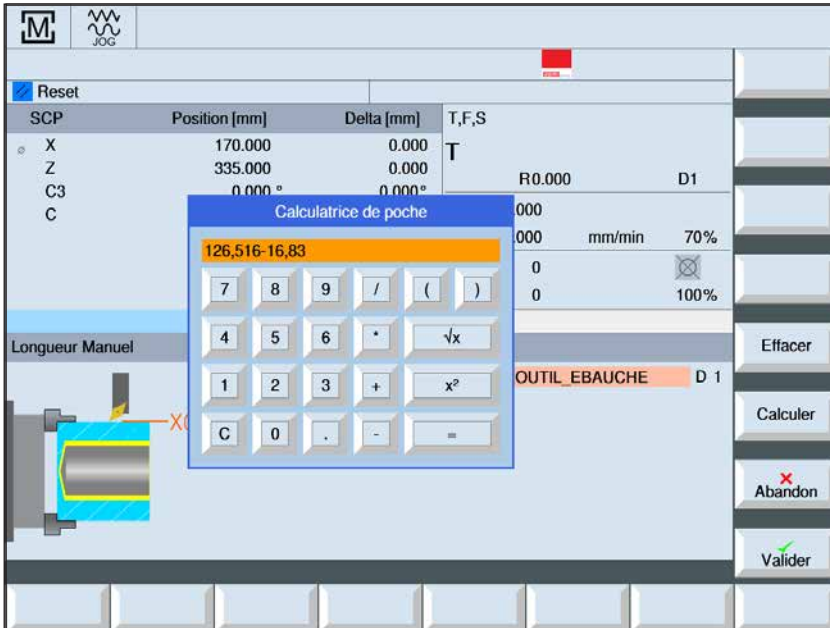 M
JOG
Reset
SCP Position [mm] Delta [mm] T,F,S
⌀ X 170.000 0.000
T
Z 335.000 0.000
R0.000 D1
C3 0.000 ° 0.000°
C
Calculatrice de poche
.000
.000 mm/min 70%
126,516-16,83
0
7 8 9 / ( )
0 100%
4 5 6 * √x
Effacer
Longueur Manuel
1 2 3 + x²
OUTIL_EBAUCHE D 1
Calculer
C 0 . - =
Abandon
Valider